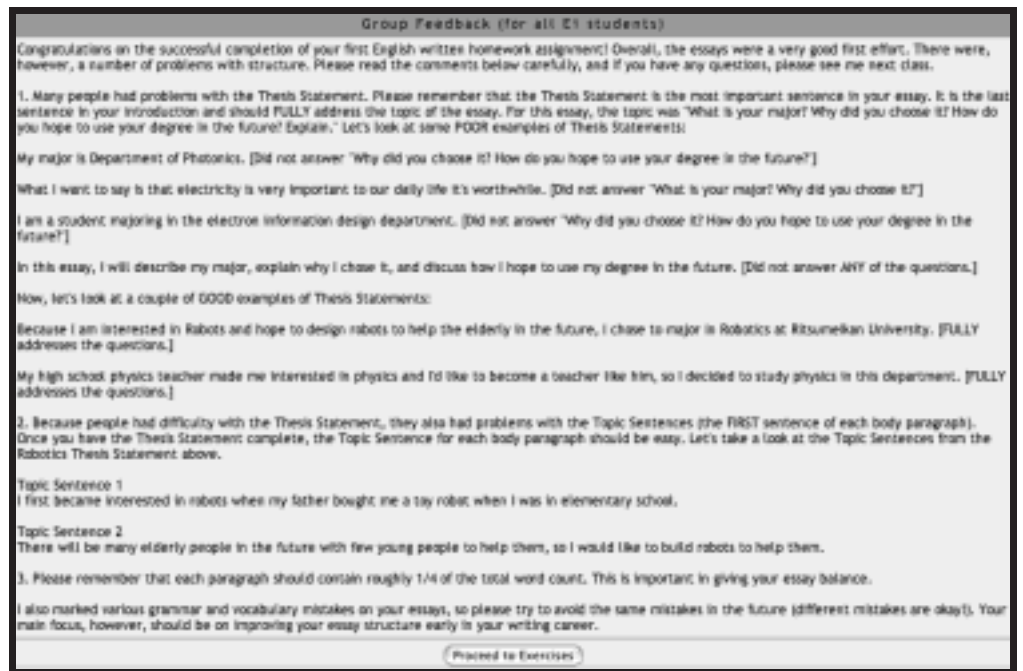 Group Feedback (for all E1 students)
Congratulations on the successful completion of your first English written homework assignment! Overall, the essays were a very good first effort. There were,
however, a number of problems with structure. Please read the comments below carefully, and if you have any questions, please see me next class.
1. Many people had problems with the Thesis Statement. Please remember that the Thesis Statement is the most important sentence in your essay. It is the last
sentence in your introduction and should FULLY address the topic of the essay. For this essay, the topic was "What is your major? Why did you choose it? How do
you hope to use your degree in the future? Explain." Let's look at some POOR examples of Thesis Statements:
My major is Department of Photonics. [Did not answer "Why did you choose it? How do you hope to use your degree in the future?"]
What I want to say is that electricity is very important to our daily life it's worthwhile. [Did not answer "What is your major? Why did you choose it?"]
I am a student majoring in the electron information design department. [Did not answer "Why did you choose it? How do you hope to use your degree in the
future?"]
In this essay, I will describe my major, explain why I chose it, and discuss how I hope to use my degree in the future. [Did not answer ANY of the questions.]
Now, let's look at a couple of GOOD examples of Thesis Statements:
Because I am interested in Robots and hope to design robots to help the elderly in the future, I chose to major in Robotics at Ritsumeikan University. [FULLY
addresses the questions.]
My high school physics teacher made me interested in physics and I'd like to become a teacher like him, so I decided to study physics in this department. [FULLY
addresses the questions.]
2. Because people had difficulty with the Thesis Statement, they also had problems with the Topic Sentences (the FIRST sentence of each body paragraph).
Once you have the Thesis Statement complete, the Topic Sentence for each body paragraph should be easy. Let's take a look at the Topic Sentences from the
Robotics Thesis Statement above.
Topic Sentence 1
I first became interested in robots when my father bought me a toy robot when I was in elementary school.
Topic Sentence 2
There will be many elderly people in the future with few young people to help them, so I would like to build robots to help them.
3. Please remember that each paragraph should contain roughly 1/4 of the total word count. This is important in giving your essay balance.
I also marked various grammar and vocabulary mistakes on your essays, so please try to avoid the same mistakes in the future (different mistakes are okay!). Your
main focus, however, should be on improving your essay structure early in your writing career.
Proceed to Exercises